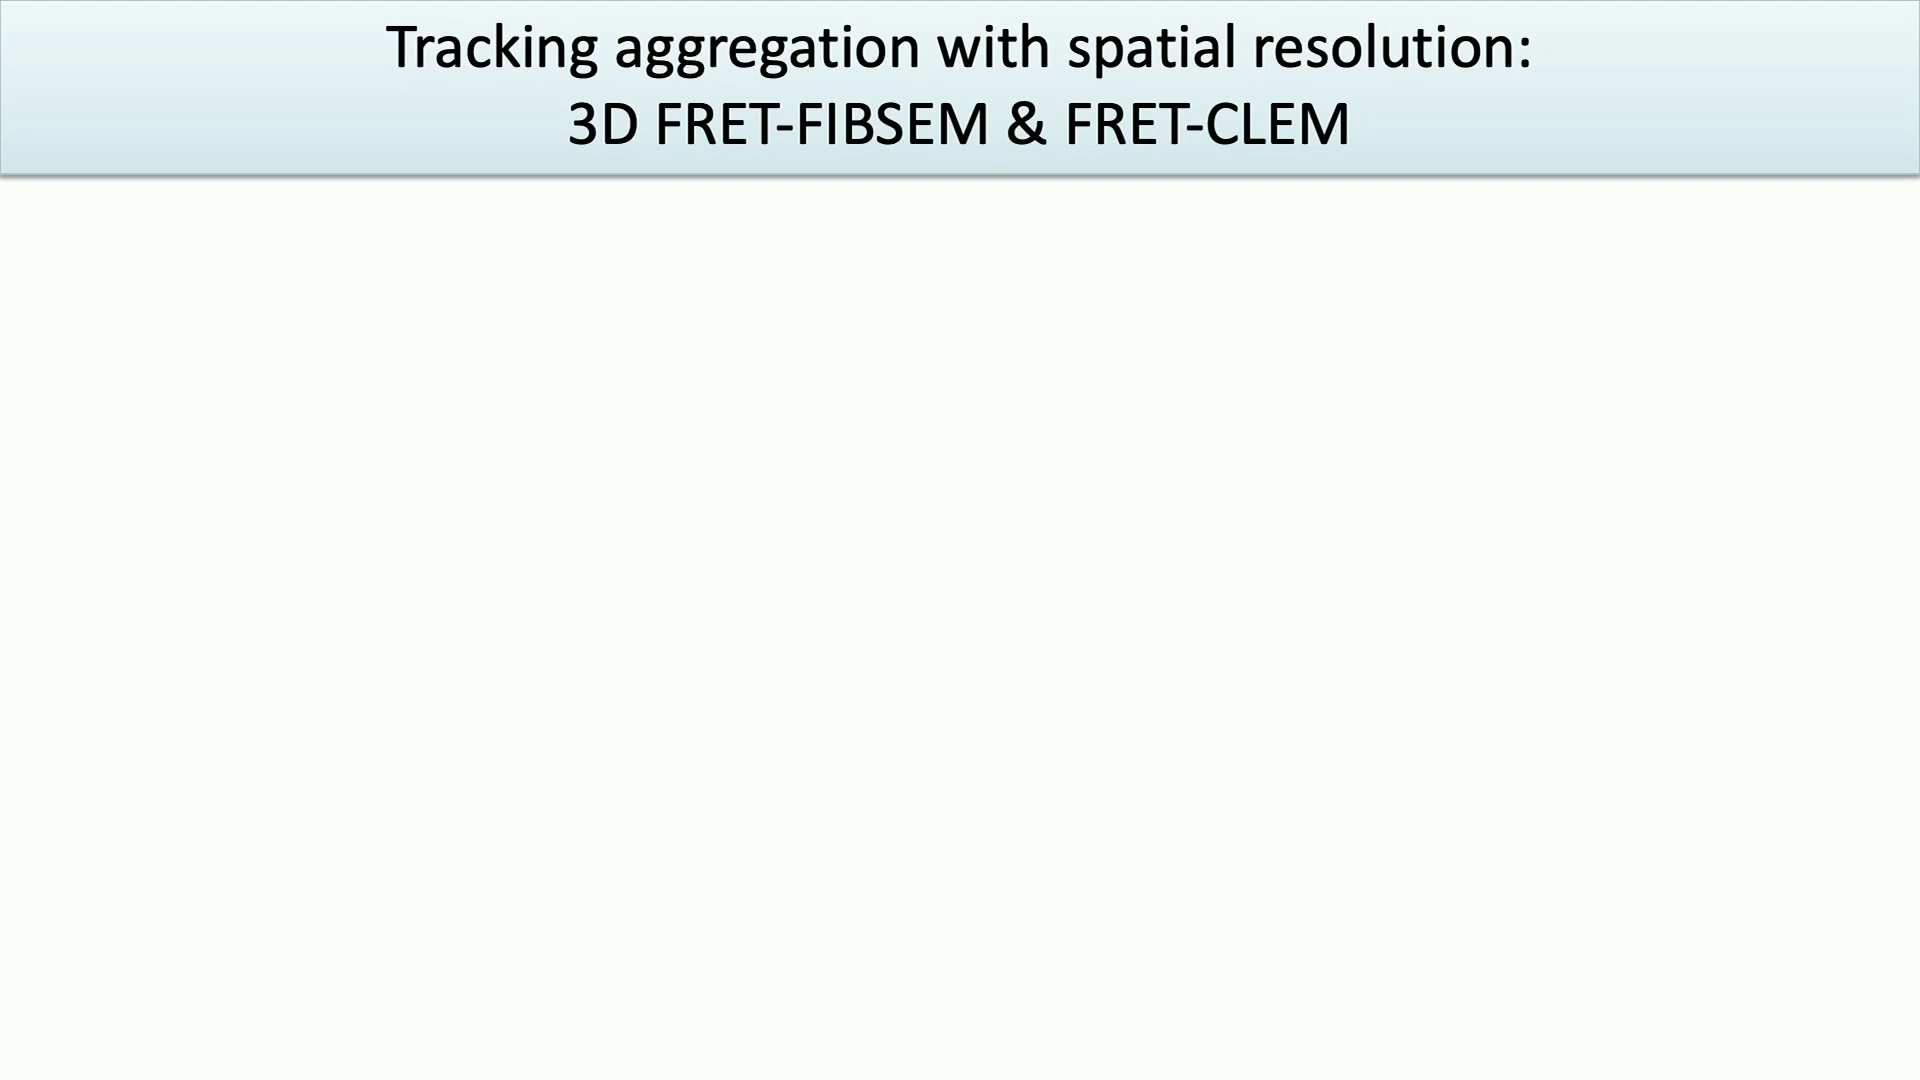 Tracking aggregation with spatial resolution:
3D FRET-FIBSEM & FRET-CLEM